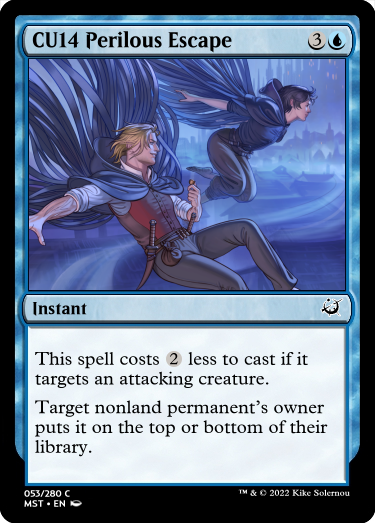 CU14 Perilous Escape 3
Instant
This spell costs 2 less to cast if it
targets an attacking creature.
Target nonland permanent's owner
puts it on the top or bottom of their
library.
053/280 C
MST • EN
™ & © 2022 Kike Solernou